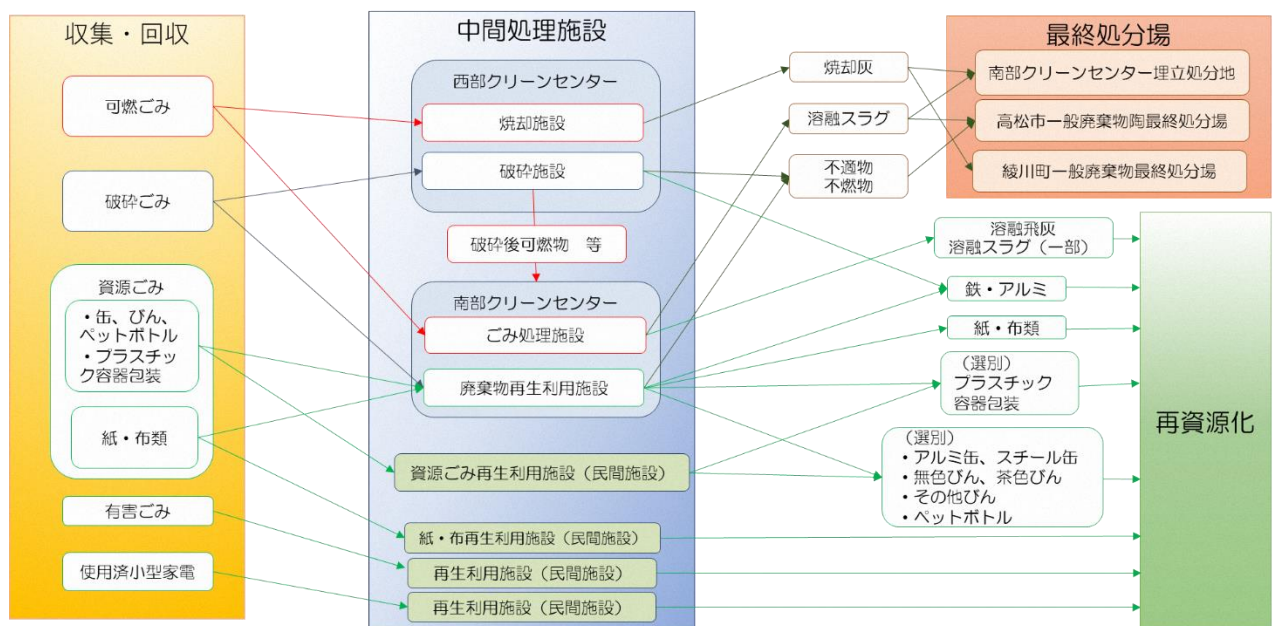 収集・回収
可燃ごみ
破砕ごみ
資源ごみ
・缶、びん、
ペットボトル
・プラスチッ
ク容器包装
紙・布類
有害ごみ
使用済小型家電
中間処理施設
西部クリーンセンター
焼却施設
破砕施設
破砕後可燃物 等
南部クリーンセンター
ごみ処理施設
廃棄物再生利用施設
資源ごみ再生利用施設（民間施設）
紙・布再生利用施設（民間施設）
再生利用施設（民間施設）
再生利用施設（民間施設）
焼却灰
溶融スラグ
不適物
不燃物
最終処分場
南部クリーンセンター埋立処分地
高松市一般廃棄物陶最終処分場
綾川町一般廃棄物最終処分場
溶融飛灰
溶融スラグ（一部）
鉄・アルミ
紙・布類
（選別）
プラスチック
容器包装
（選別）
・アルミ缶、スチール缶
・無色びん、茶色びん
・その他びん
・ペットボトル
再資源化